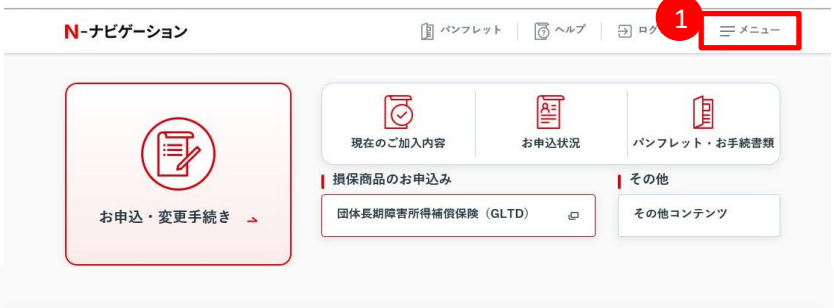 N-ナビゲーション
パンフレット
ヘルプ
ログ
1
メニュー
お申込・変更手続き
現在のご加入内容
お申込状況
パンフレット・お手続書類
損保商品のお申込み
団体長期障害所得補償保険（GLTD）
その他
その他コンテンツ